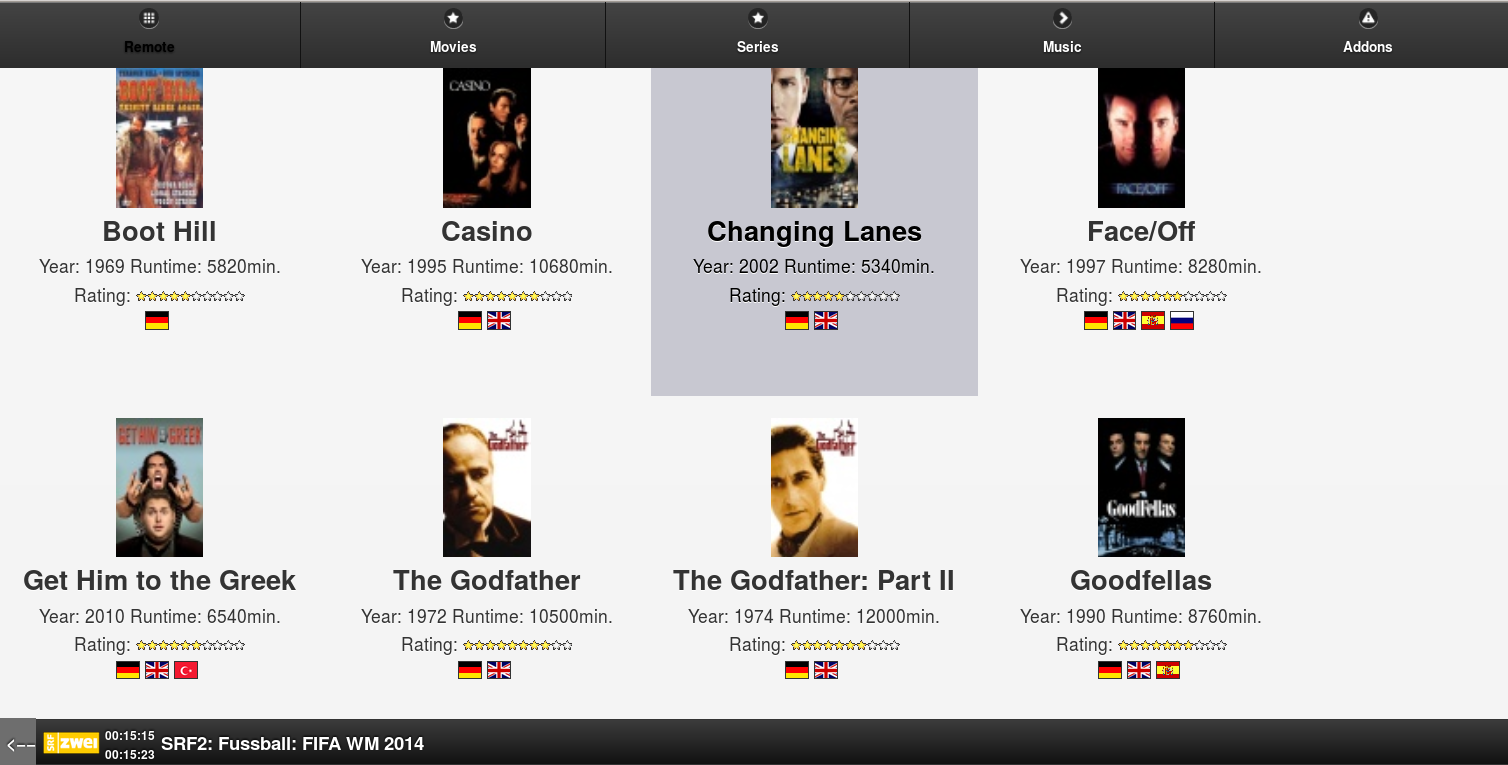 Remote
Movies
Series
Music
Addons
BOOT HILL
CASINO
CHANGING LANES
FACE/OFF
Boot Hill
Casino
Changing Lanes
Face/Off
Year: 1969 Runtime: 5820min.
Year: 1995 Runtime: 10680min.
Year: 2002 Runtime: 5340min.
Year: 1997 Runtime: 8280min.
Rating:
Rating:
Rating:
Rating:
GET HIM TO THE GREEK
The Godfather
The Godfather
GoodFellas
Get Him to the Greek
The Godfather
The Godfather: Part II
Goodfellas
Year: 2010 Runtime: 6540min.
Year: 1972 Runtime: 10500min.
Year: 1974 Runtime: 12000min.
Year: 1990 Runtime: 8760min.
Rating:
Rating:
Rating:
Rating:
<--
SRF zwei
00:15:15
00:15:23
SRF2: Fussball: FIFA WM 2014